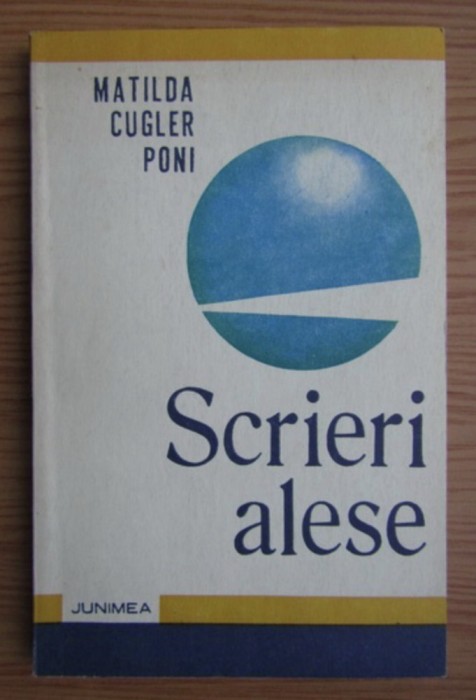 MATILDA
CUGLER
PONI
Scrieri
alese
JUNIMEA